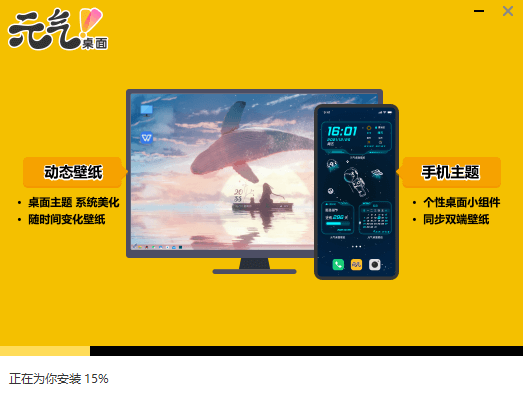 元气!
桌面
动态壁纸
• 桌面主题 系统美化
• 随时间变化壁纸
16:01
手机主题
• 个性桌面小组件
• 同步双端壁纸
正在为你安装 15%